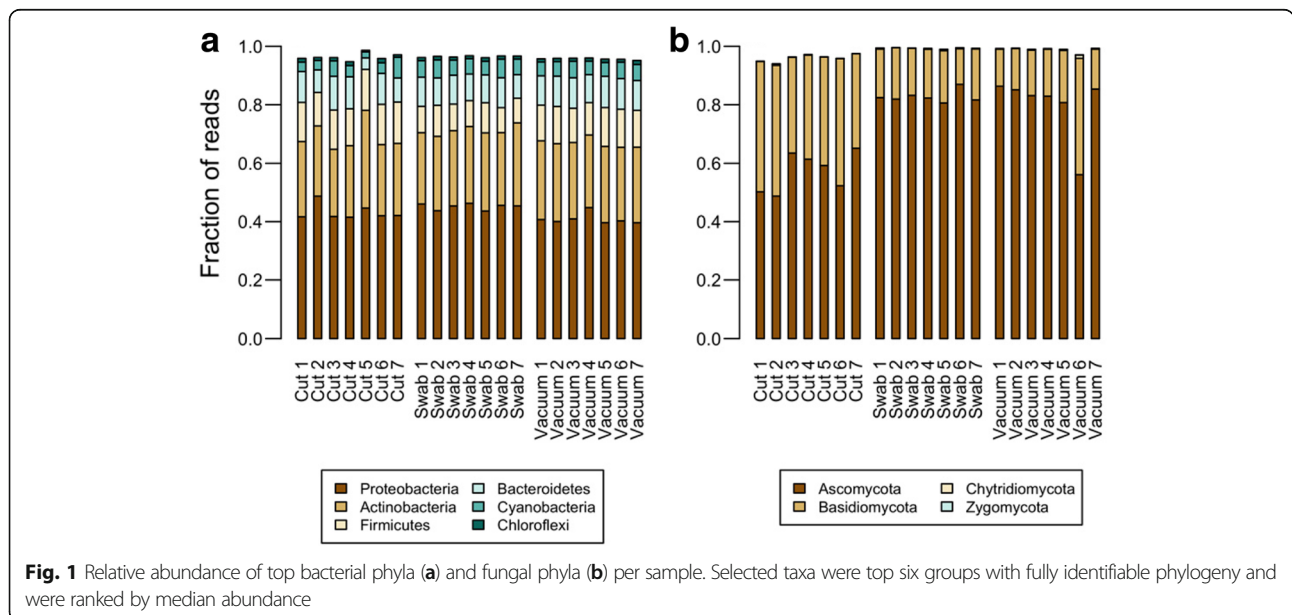 a
b
Fraction of reads
1.0
0.8
0.6
0.4
0.2
0.0
Cut 1
Cut 2
Cut 3
Cut 4
Cut 5
Cut 6
Cut 7
Swab 1
Swab 2
Swab 3
Swab 4
Swab 5
Swab 6
Swab 7
Vacuum 1
Vacuum 2
Vacuum 3
Vacuum 4
Vacuum 5
Vacuum 6
Vacuum 7
Proteobacteria
Actinobacteria
Firmicutes
Bacteroidetes
Cyanobacteria
Chloroflexi
1.0
0.8
0.6
0.4
0.2
0.0
Cut 1
Cut 2
Cut 3
Cut 4
Cut 5
Cut 6
Cut 7
Swab 1
Swab 2
Swab 3
Swab 4
Swab 5
Swab 6
Swab 7
Vacuum 1
Vacuum 2
Vacuum 3
Vacuum 4
Vacuum 5
Vacuum 6
Vacuum 7
Ascomycota
Basidiomycota
Chytridiomycota
Zygomycota
Fig. 1 Relative abundance of top bacterial phyla (a) and fungal phyla (b) per sample. Selected taxa were top six groups with fully identifiable phylogeny and
were ranked by median abundance